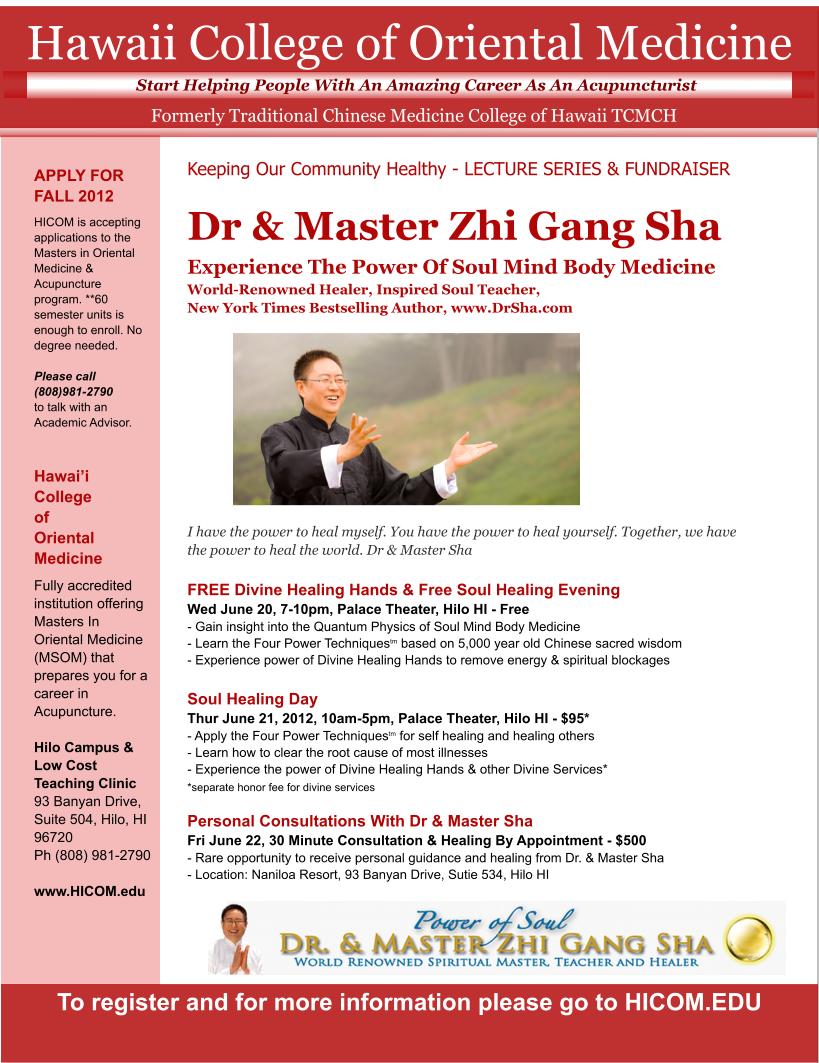 Hawaii College of Oriental Medicine
Start Helping People With An Amazing Career As An Acupuncturist
Formerly Traditional Chinese Medicine College of Hawaii TCMCH
APPLY FOR
FALL 2012
HICOM is accepting
applications to the
Masters in Oriental
Medicine &
Acupuncture
program. **60
semester units is
enough to enroll. No
degree needed.
Please call
(808)981-2790
to talk with an
Academic Advisor.
Hawai’i
College
of
Oriental
Medicine
Fully accredited
institution offering
Masters In
Oriental Medicine
(MSOM) that
prepares you for a
career in
Acupuncture.
Hilo Campus &
Low Cost
Teaching Clinic
93 Banyan Drive,
Suite 504, Hilo, HI
96720
Ph (808) 981-2790
www.HICOM.edu
Keeping Our Community Healthy - LECTURE SERIES & FUNDRAISER
Dr & Master Zhi Gang Sha
Experience The Power Of Soul Mind Body Medicine
World-Renowned Healer, Inspired Soul Teacher,
New York Times Bestselling Author, www.DrSha.com
I have the power to heal myself. You have the power to heal yourself. Together, we have
the power to heal the world. Dr & Master Sha
FREE Divine Healing Hands & Free Soul Healing Evening
Wed June 20, 7-10pm, Palace Theater, Hilo HI - Free
- Gain insight into the Quantum Physics of Soul Mind Body Medicine
- Learn the Four Power Techniques™ based on 5,000 year old Chinese sacred wisdom
- Experience power of Divine Healing Hands to remove energy & spiritual blockages
Soul Healing Day
Thur June 21, 2012, 10am-5pm, Palace Theater, Hilo HI - $95*
- Apply the Four Power Techniques™ for self healing and healing others
- Learn how to clear the root cause of most illnesses
- Experience the power of Divine Healing Hands & other Divine Services*
*separate honor fee for divine services
Personal Consultations With Dr & Master Sha
Fri June 22, 30 Minute Consultation & Healing By Appointment - $500
- Rare opportunity to receive personal guidance and healing from Dr. & Master Sha
- Location: Naniloa Resort, 93 Banyan Drive, Sutie 534, Hilo HI
Power of Soul
DR. & MASTER ZHI GANG SHA
WORLD RENOWNED SPIRITUAL MASTER, TEACHER AND HEALER
To register and for more information please go to HICOM.EDU